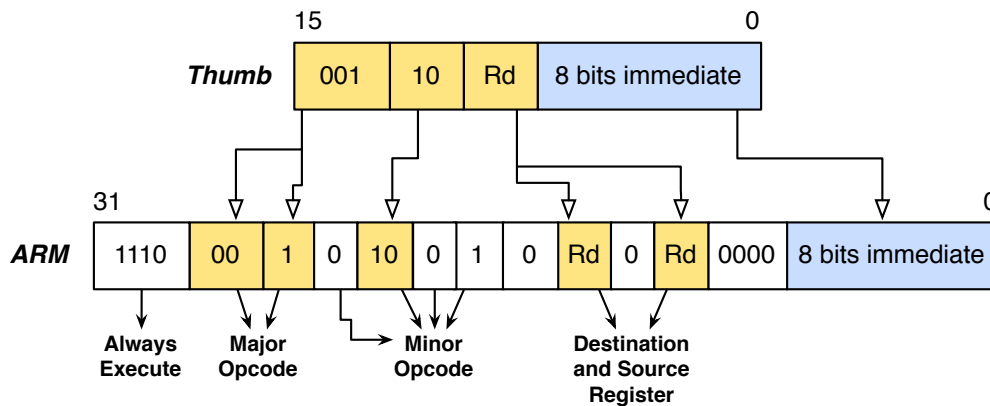 15 0
Thumb 001 10 Rd 8 bits immediate
31 0
ARM 1110 00 1 0 10 0 1 0 Rd 0 Rd 0000 8 bits immediate
Always Major Minor Destination
Execute Opcode Opcode and Source
Register